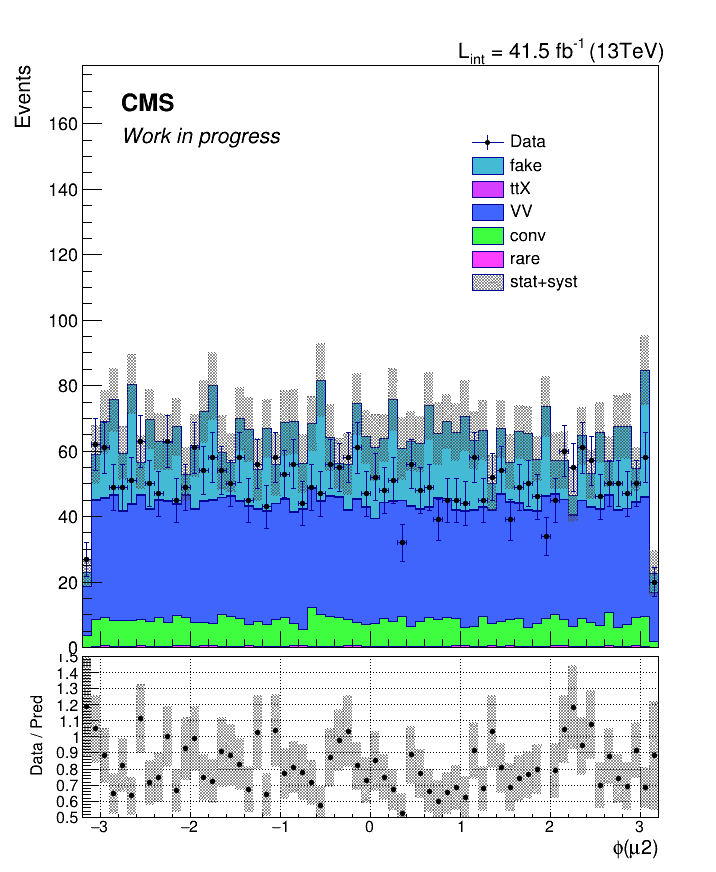 L_int = 41.5 fb^-1 (13TeV)
Events
CMS
Work in progress
Data
fake
ttX
VV
conv
rare
stat+syst
160
140
120
100
80
60
40
20
0
1.5
1.4
1.3
1.2
1.1
1
0.9
0.8
0.7
0.6
0.5
Data / Pred
−3 −2 −1 0 1 2 3
ϕ(μ2)